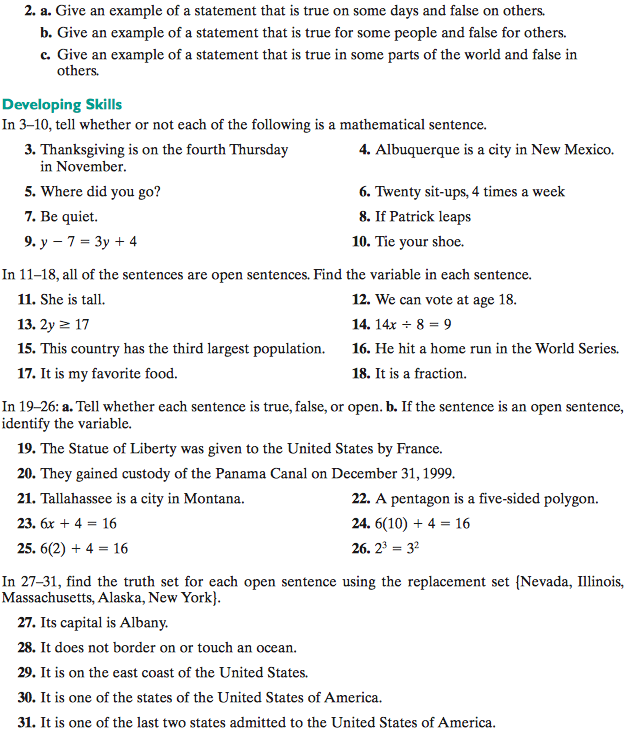 2. a. Give an example of a statement that is true on some days and false on others.
b. Give an example of a statement that is true for some people and false for others.
c. Give an example of a statement that is true in some parts of the world and false in
others.
Developing Skills
In 3–10, tell whether or not each of the following is a mathematical sentence.
3. Thanksgiving is on the fourth Thursday
in November.
4. Albuquerque is a city in New Mexico.
5. Where did you go?
6. Twenty sit-ups, 4 times a week
7. Be quiet.
8. If Patrick leaps
9. y − 7 = 3y + 4
10. Tie your shoe.
In 11–18, all of the sentences are open sentences. Find the variable in each sentence.
11. She is tall.
12. We can vote at age 18.
13. 2y ≥ 17
14. 14x ÷ 8 = 9
15. This country has the third largest population.
16. He hit a home run in the World Series.
17. It is my favorite food.
18. It is a fraction.
In 19–26: a. Tell whether each sentence is true, false, or open. b. If the sentence is an open sentence,
identify the variable.
19. The Statue of Liberty was given to the United States by France.
20. They gained custody of the Panama Canal on December 31, 1999.
21. Tallahassee is a city in Montana.
22. A pentagon is a five-sided polygon.
23. 6x + 4 = 16
24. 6(10) + 4 = 16
25. 6(2) + 4 = 16
26. 2³ = 3²
In 27–31, find the truth set for each open sentence using the replacement set {Nevada, Illinois,
Massachusetts, Alaska, New York}.
27. Its capital is Albany.
28. It does not border on or touch an ocean.
29. It is on the east coast of the United States.
30. It is one of the states of the United States of America.
31. It is one of the last two states admitted to the United States of America.